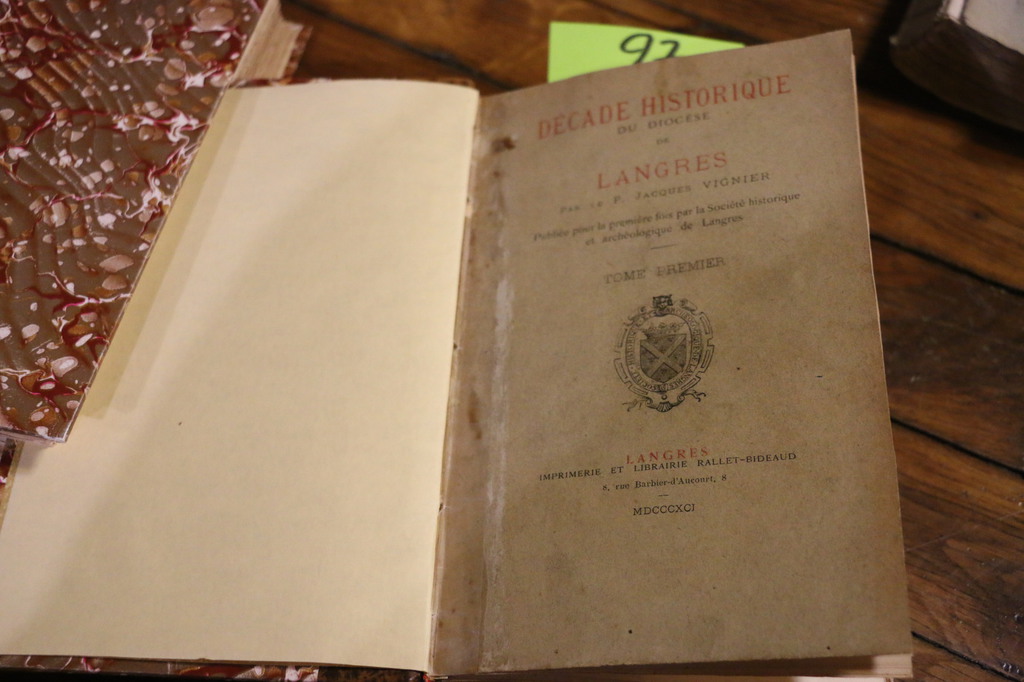 92
DÉCADE HISTORIQUE
DU DIOCÈSE
DE
LANGRES
PAR LE P. JACQUES VIGNIER
Publiée pour la première fois par la Société historique
et archéologique de Langres
TOME PREMIER
LANGRES
IMPRIMERIE ET LIBRAIRIE RALLET-BIDEAUD
8, rue Barbier-d'Aucourt, 8
MDCCCXCI